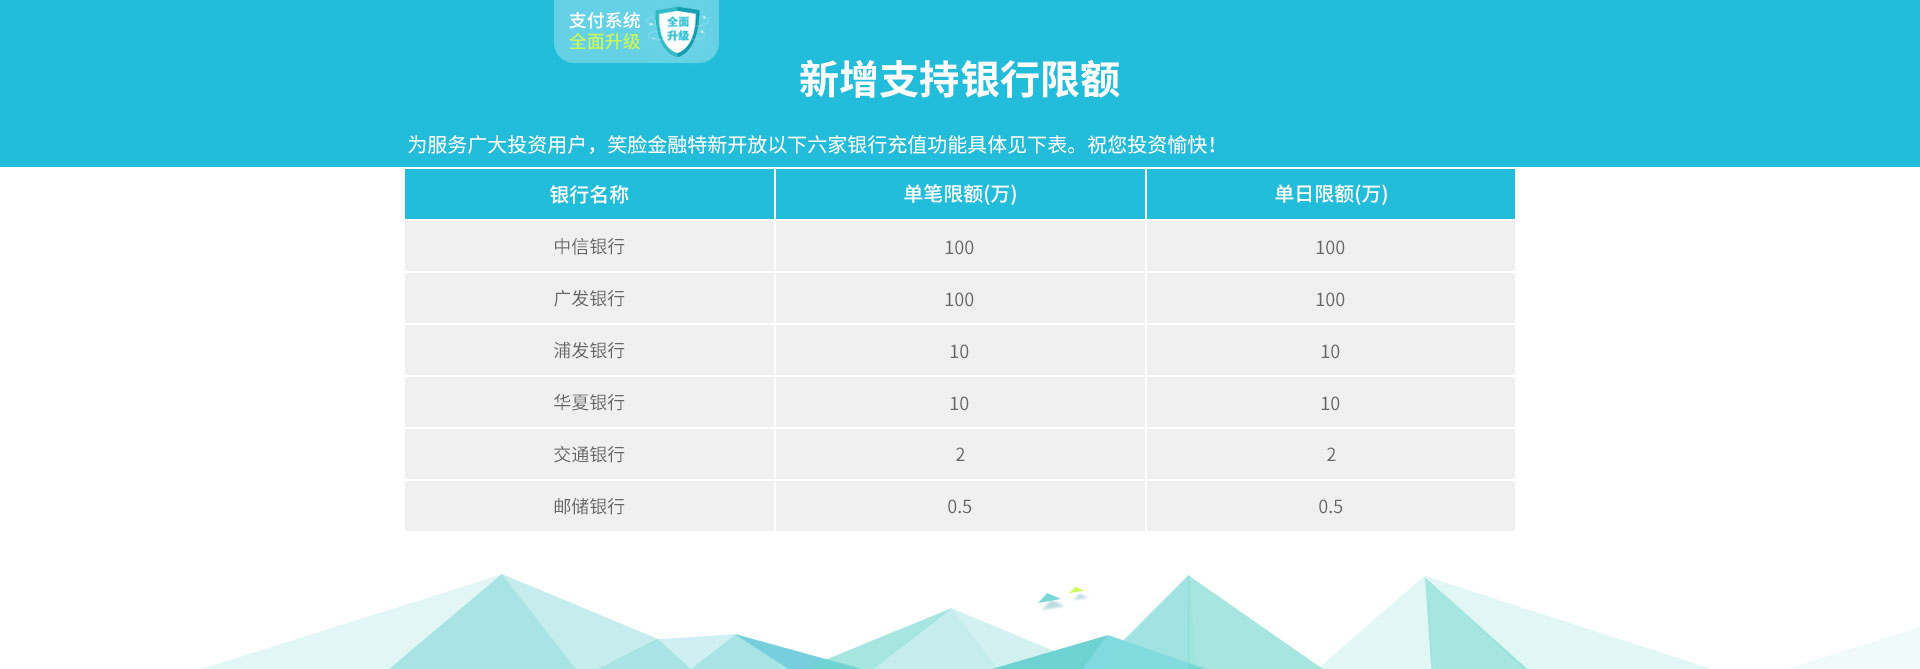 支付系统
全面升级
全面
升级
新增支持银行限额
为服务广大投资用户，笑脸金融特新开放以下六家银行充值功能具体见下表。祝您投资愉快！
银行名称 单笔限额(万) 单日限额(万)
中信银行 100 100
广发银行 100 100
浦发银行 10 10
华夏银行 10 10
交通银行 2 2
邮储银行 0.5 0.5